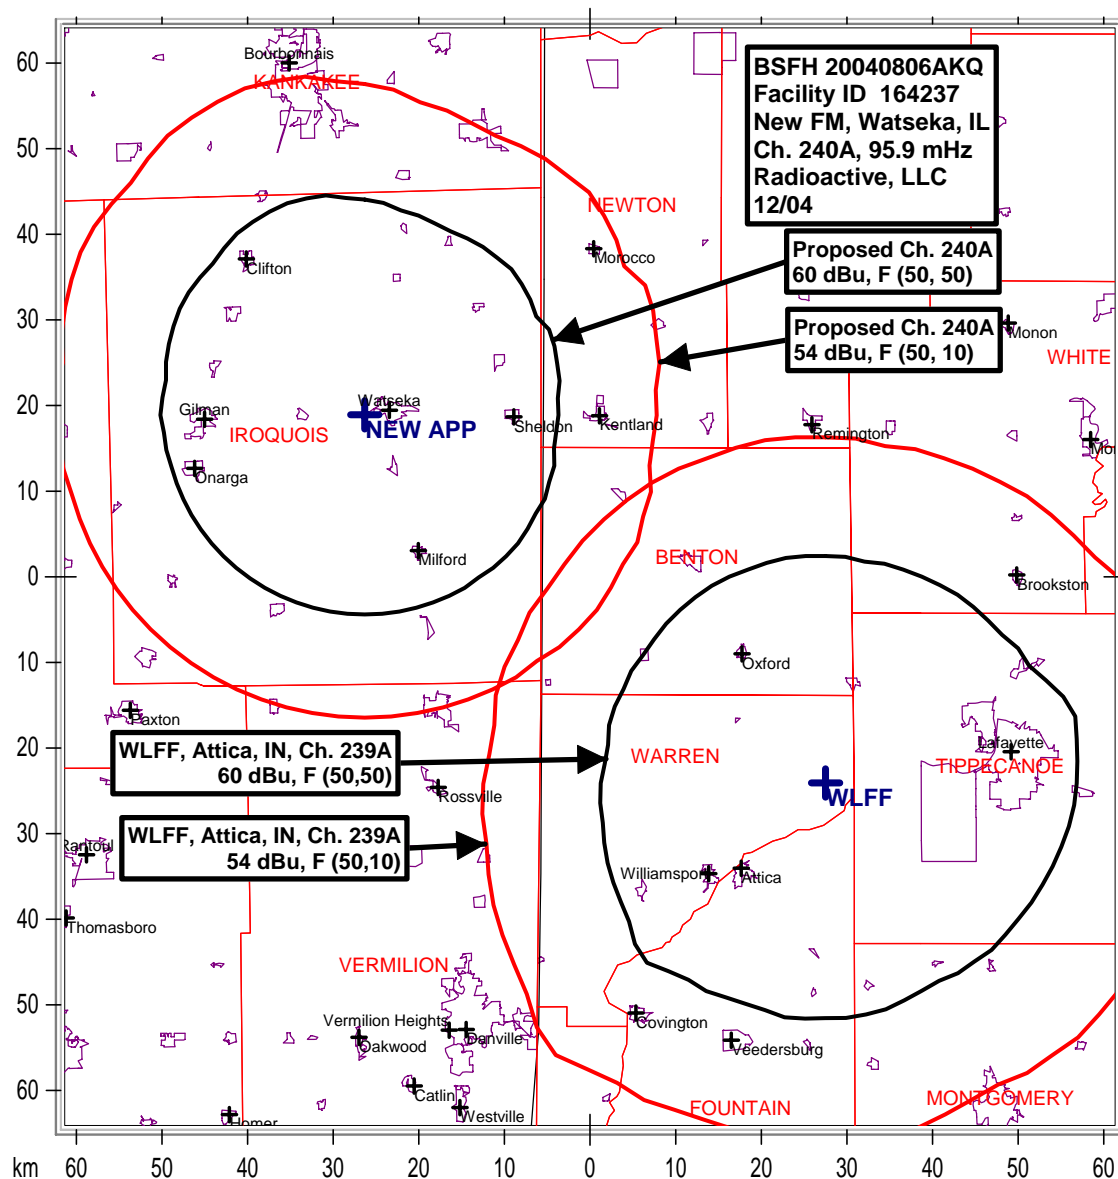 60
50
40
30
20
10
0
10
20
30
40
50
60
Bourbonnais
KANKAKEE
BSFH 20040806AKQ
Facility ID 164237
New FM, Watseka, IL
Ch. 240A, 95.9 mHz
Radioactive, LLC
12/04
NEWTON
Morocco
Clifton
Proposed Ch. 240A
60 dBu, F (50, 50)
Proposed Ch. 240A
54 dBu, F (50, 10)
Monon
WHITE
Gilman
Watseka
IROQUOIS
NEW APP
Sheldon
Kentland
Remington
Onarga
Milford
BENTON
Brookston
Oxford
Paxton
WLFF, Attica, IN, Ch. 239A
60 dBu, F (50,50)
WARREN
Lafayette
TIPPECANOE
WLFF
Rossville
WLFF, Attica, IN, Ch. 239A
54 dBu, F (50,10)
Rantoul
Williamsport
Attica
Thomasboro
VERMILION
Vermilion Heights
Danville
Oakwood
Covington
Veedersburg
Catlin
Westville
Homer
FOUNTAIN
MONTGOMERY
km 60 50 40 30 20 10 0 10 20 30 40 50 60